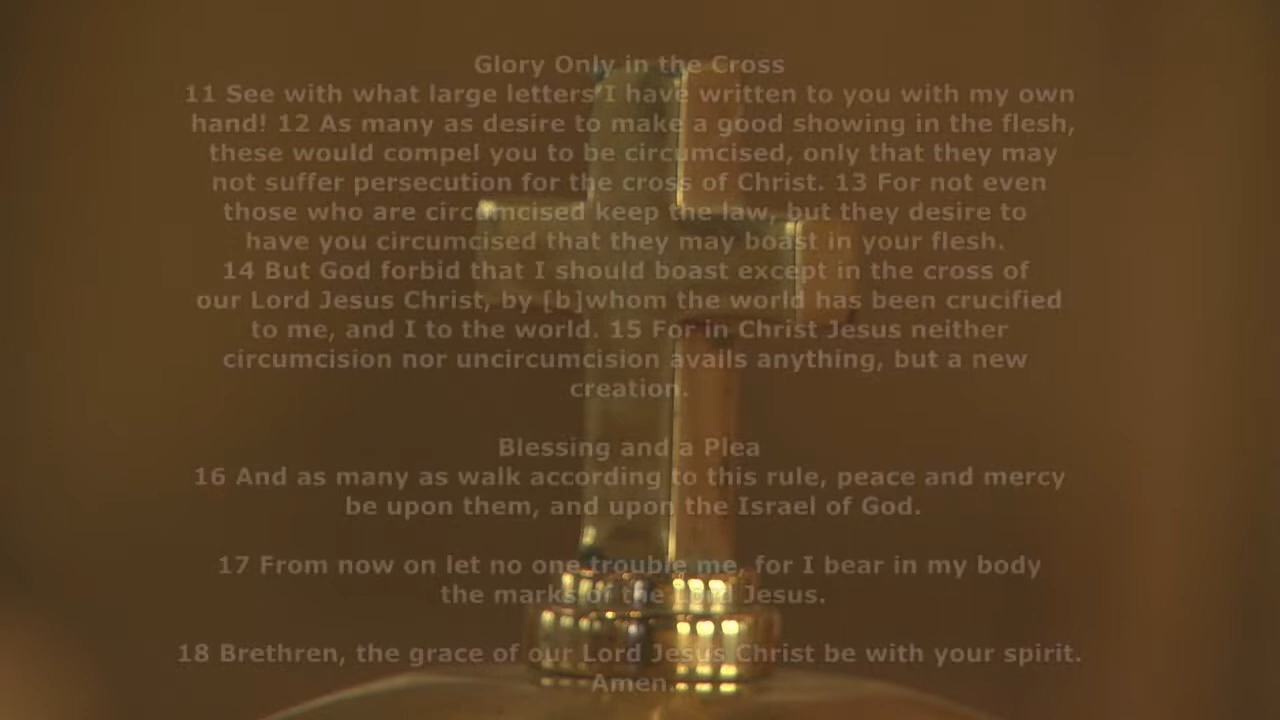 Glory Only in the Cross
11 See with what large letters I have written to you with my own
hand! 12 As many as desire to make a good showing in the flesh,
these would compel you to be circumcised, only that they may
not suffer persecution for the cross of Christ. 13 For not even
those who are circumcised keep the law, but they desire to
have you circumcised that they may boast in your flesh.
14 But God forbid that I should boast except in the cross of
our Lord Jesus Christ, by [b]whom the world has been crucified
to me, and I to the world. 15 For in Christ Jesus neither
circumcision nor uncircumcision avails anything, but a new
creation.
Blessing and a Plea
16 And as many as walk according to this rule, peace and mercy
be upon them, and upon the Israel of God.
17 From now on let no one trouble me, for I bear in my body
the marks of the Lord Jesus.
18 Brethren, the grace of our Lord Jesus Christ be with your spirit.
Amen.